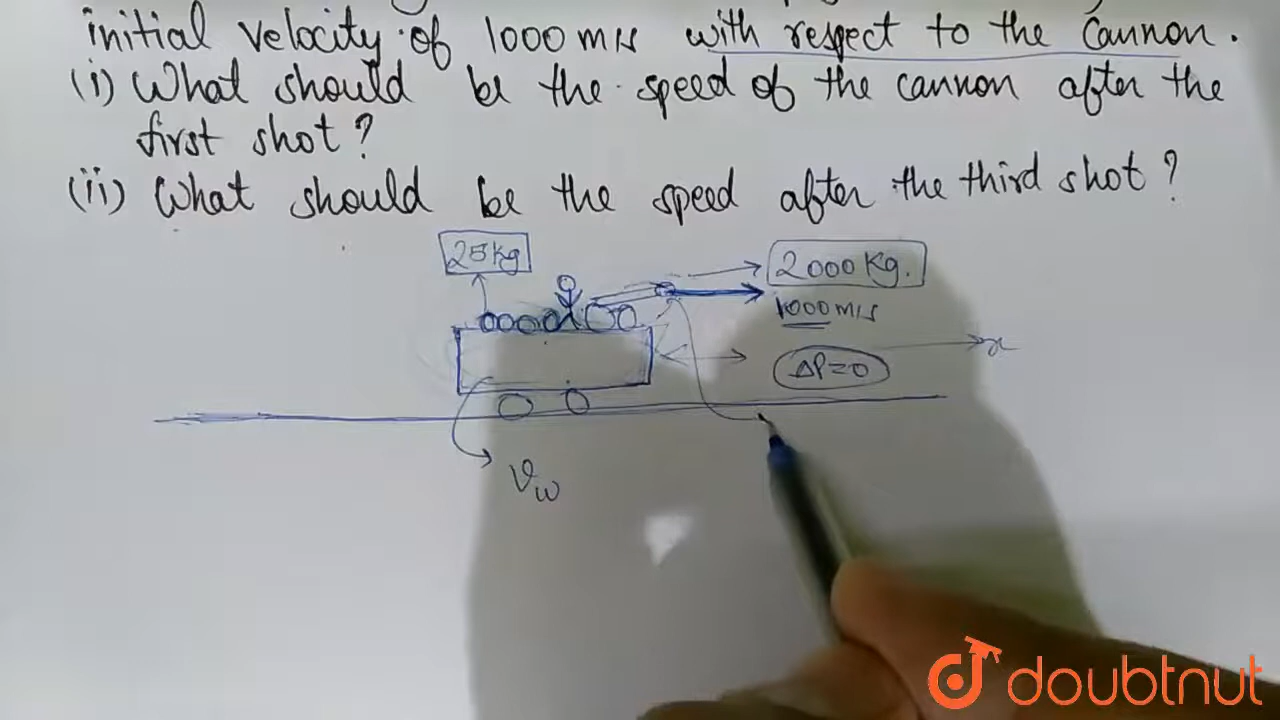 initial velocity of 1000 m/s with respect to the cannon.
(i) What should be the speed of the cannon after the
first shot?
(ii) What should be the speed after the third shot?
25kg
2000 Kg.
1000 m/s
x
ΔP=0
Vw
doubtnut